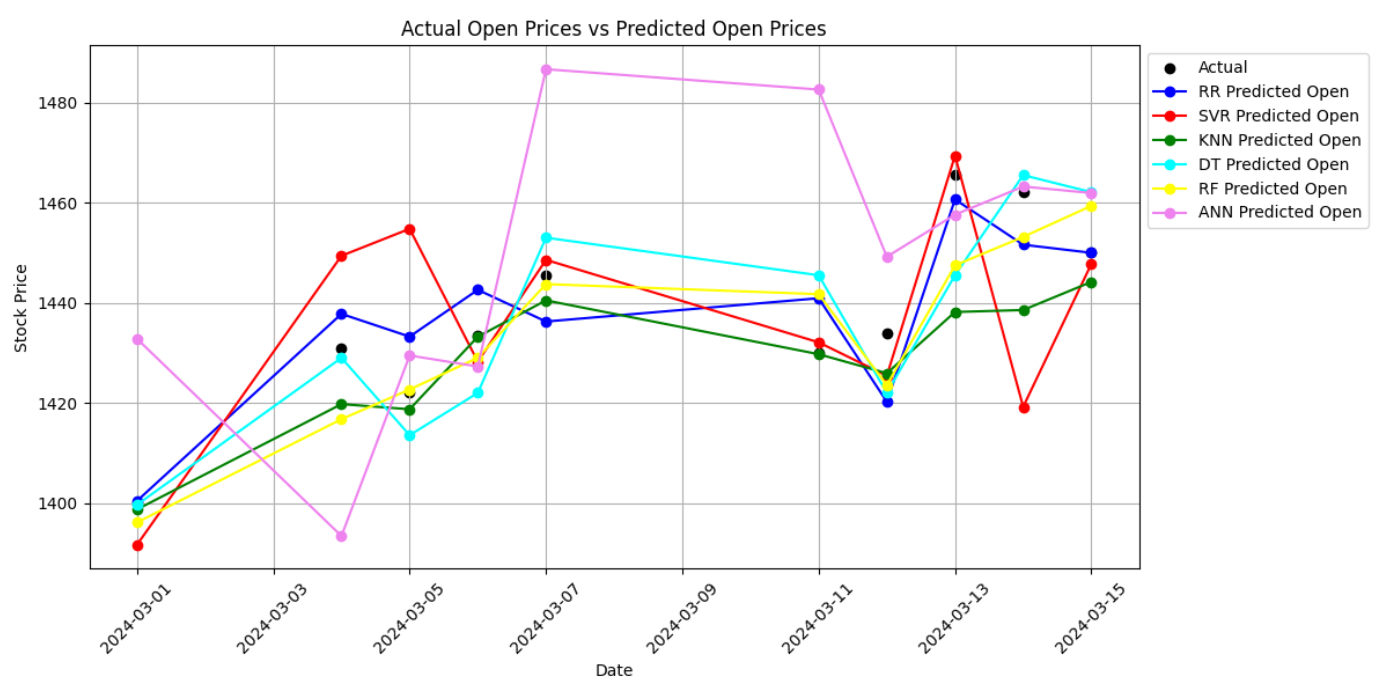 Actual Open Prices vs Predicted Open Prices
Actual
RR Predicted Open
SVR Predicted Open
KNN Predicted Open
DT Predicted Open
RF Predicted Open
ANN Predicted Open
Stock Price
1480
1460
1440
1420
1400
2024-03-01
2024-03-03
2024-03-05
2024-03-07
2024-03-09
2024-03-11
2024-03-13
2024-03-15
Date